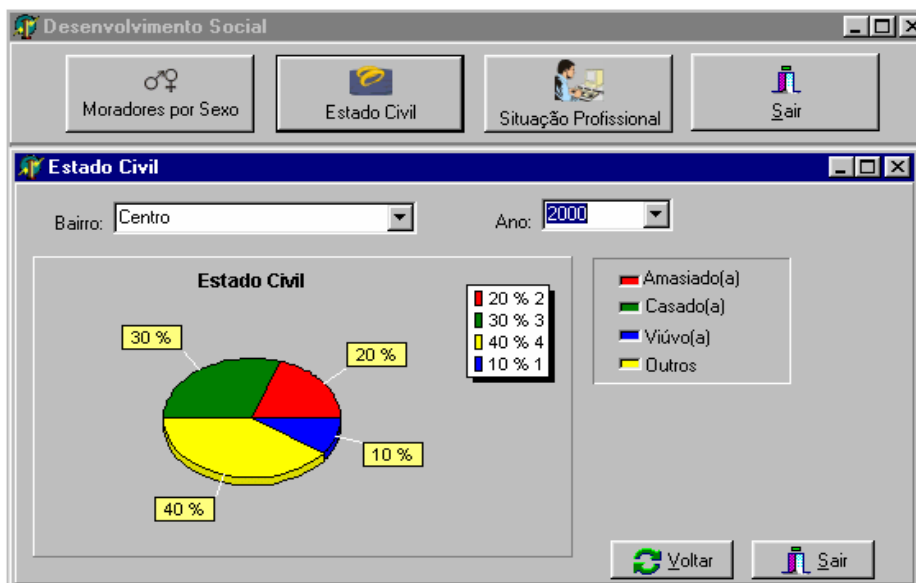 Desenvolvimento Social
Moradores por Sexo
Estado Civil
Situação Profissional
Sair
Estado Civil
Bairro: Centro
Ano: 2000
Estado Civil
20 % 2
30 % 3
40 % 4
10 % 1
Amasiado(a)
Casado(a)
Viúvo(a)
Outros
30 %
20 %
10 %
40 %
Voltar
Sair